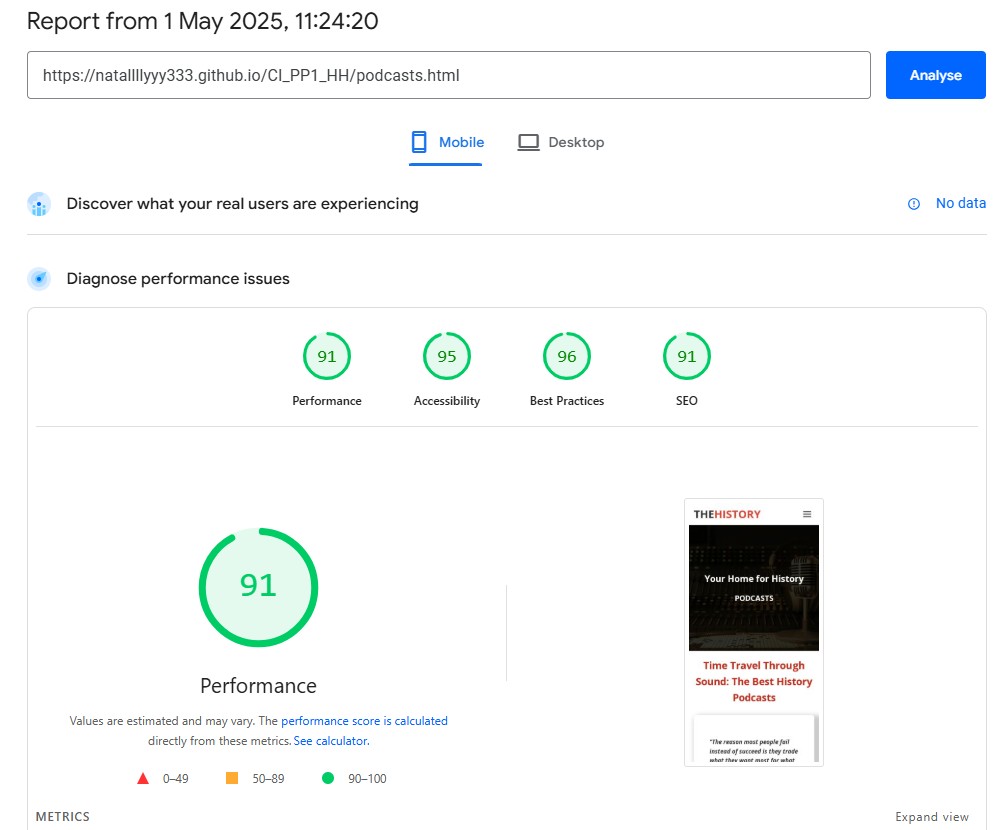 Report from 1 May 2025, 11:24:20
https://natallllyyy333.github.io/CI_PP1_HH/podcasts.html
Analyse
Mobile
Desktop
Discover what your real users are experiencing
No data
Diagnose performance issues
91
95
96
91
Performance
Accessibility
Best Practices
SEO
91
Performance
Values are estimated and may vary. The performance score is calculated
directly from these metrics. See calculator.
0–49
50–89
90–100
THEHISTORY
Your Home for History
PODCASTS
Time Travel Through
Sound: The Best History
Podcasts
"The reason most people fail
instead of succeed is they trade
what they want most for what
METRICS
Expand view